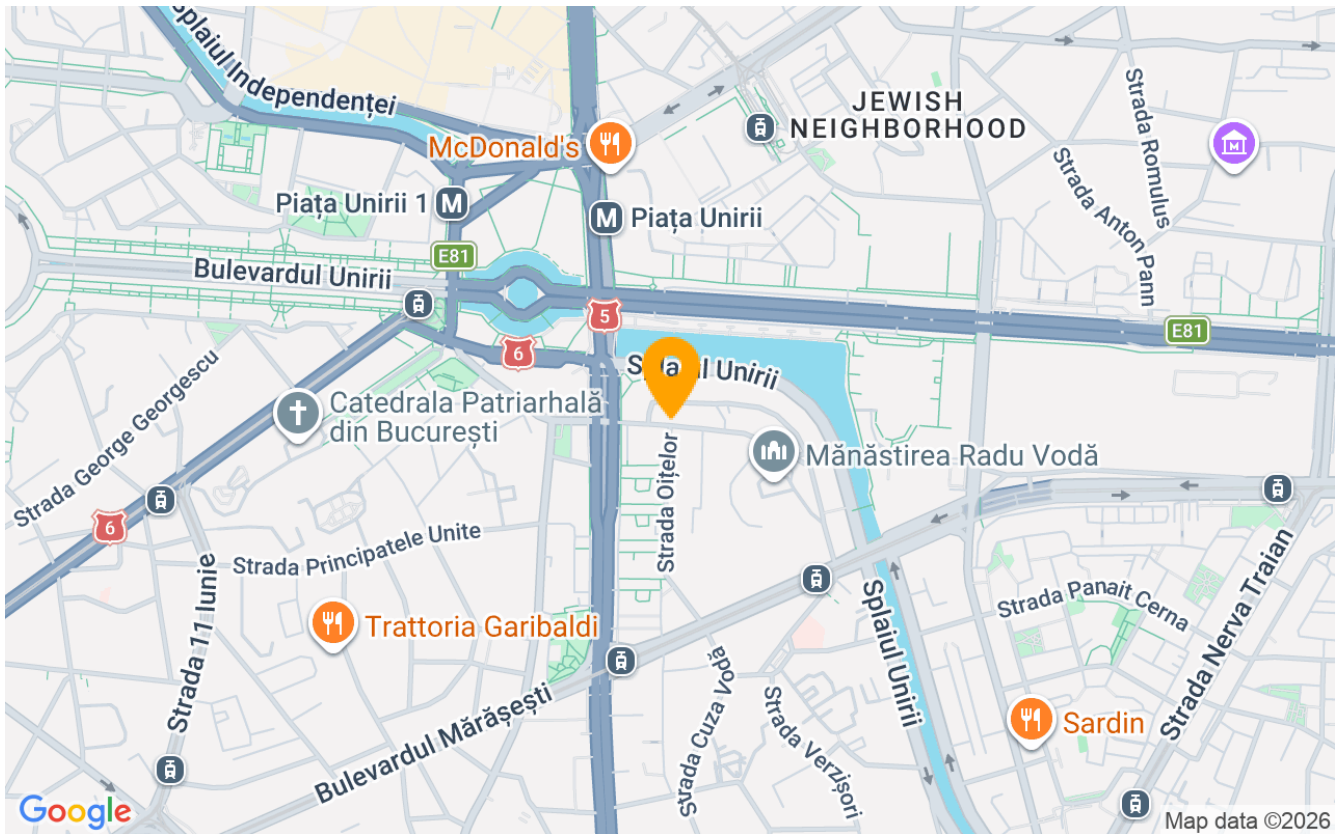 Splaiul Independenței
JEWISH
NEIGHBORHOOD
Strada Romulus
McDonald's
Strada Anton Pann
Piața Unirii 1
M
M
Piața Unirii
E81
Bulevardul Unirii
5
E81
6
Splaiul Unirii
Strada George Georgescu
Catedrala Patriarhală
din București
Mănăstirea Radu Vodă
Strada Oițelor
6
Strada Principatele Unite
Strada 11 Iunie
Trattoria Garibaldi
Splaiul Unirii
Strada Panait Cerna
Strada Nerva Traian
Bulevardul Mărășești
Strada Cuza Vodă
Strada Verzișori
Sardin
Google
Map data ©2026